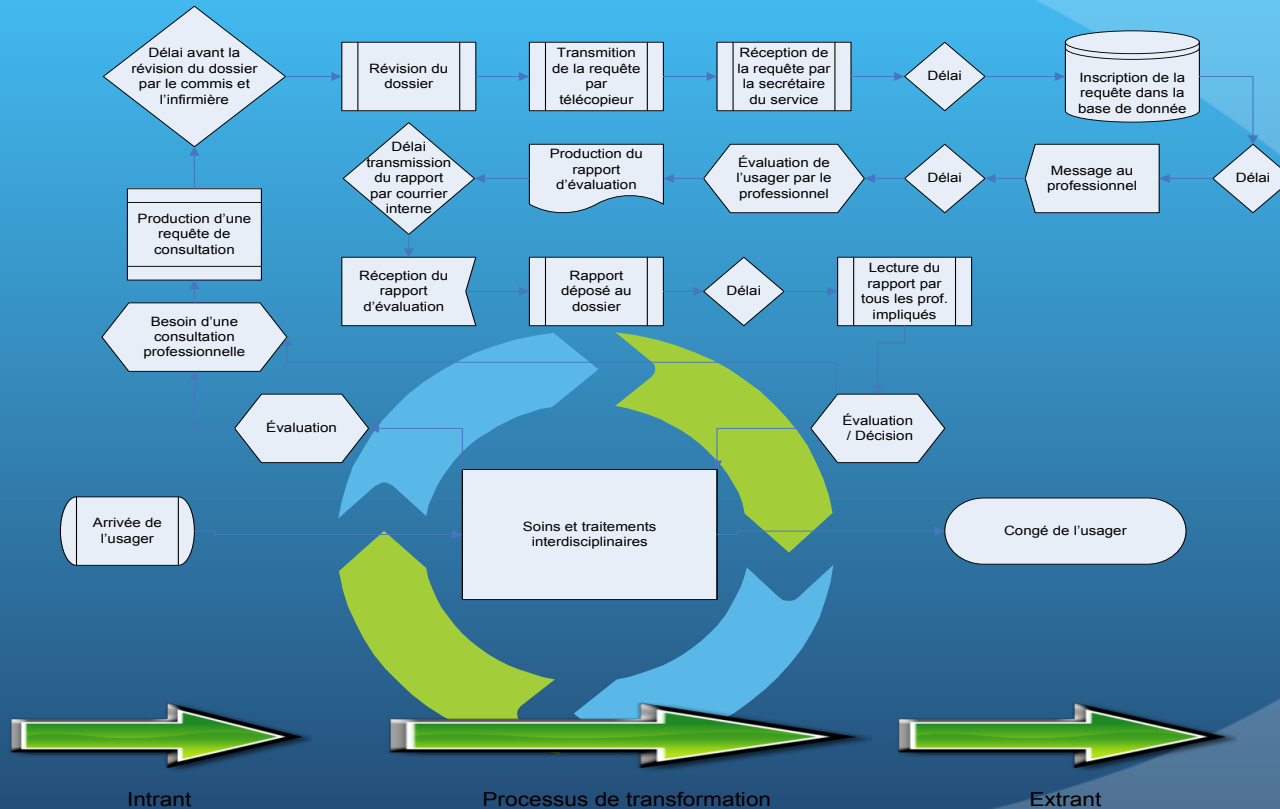 Délai avant la
révision du dossier
par le commis et
l'infirmière
Révision du
dossier
Transmition
de la requête
par
télécopieur
Réception de
la requête par
la secrétaire
du service
Délai
Inscription de la
requête dans la
base de donnée
Délai
transmission
du rapport
par courrier
interne
Production du
rapport
d'évaluation
Évaluation de
l'usager par le
professionnel
Délai
Message au
professionnel
Délai
Production d'une
requête de
consultation
Réception du
rapport
d'évaluation
Rapport
déposé au
dossier
Délai
Lecture du
rapport par
tous les prof.
impliqués
Besoin d'une
consultation
professionnelle
Évaluation
Évaluation
/ Décision
Arrivée de
l'usager
Soins et traitements
interdisciplinaires
Congé de l'usager
Intrant
Processus de transformation
Extrant